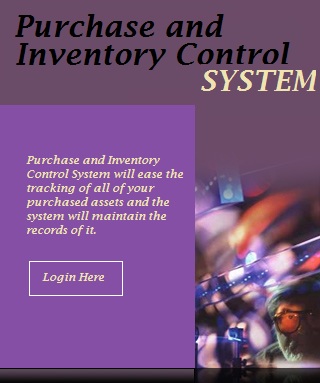 Purchase and
Inventory Control
SYSTEM
Purchase and Inventory
Control System will ease the
tracking of all of your
purchased assets and the
system will maintain the
records of it.
Login Here